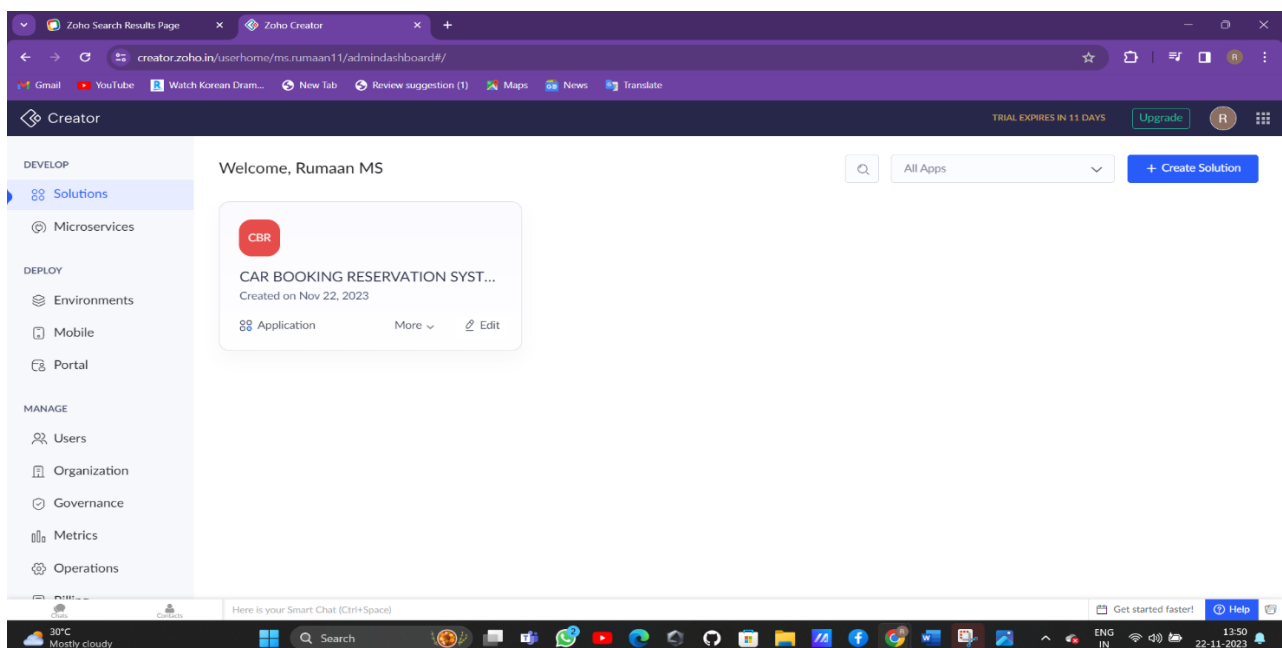 Zoho Search Results Page
Zoho Creator
creator.zoho.in/userhome/ms.rumaan11/admindashboard#/
R
Gmail YouTube Watch Korean Dram... New Tab Review suggestion (1) Maps News Translate
Creator TRIAL EXPIRES IN 11 DAYS Upgrade R
DEVELOP
Solutions
Microservices
DEPLOY
Environments
Mobile
Portal
MANAGE
Users
Organization
Governance
Metrics
Operations
Welcome, Rumaan MS All Apps + Create Solution
CBR
CAR BOOKING RESERVATION SYST...
Created on Nov 22, 2023
Application More Edit
Chats Contacts Here is your Smart Chat (Ctrl+Space) Get started faster! Help
30°C
Mostly cloudy
Search
ENG
IN
13:50
22-11-2023